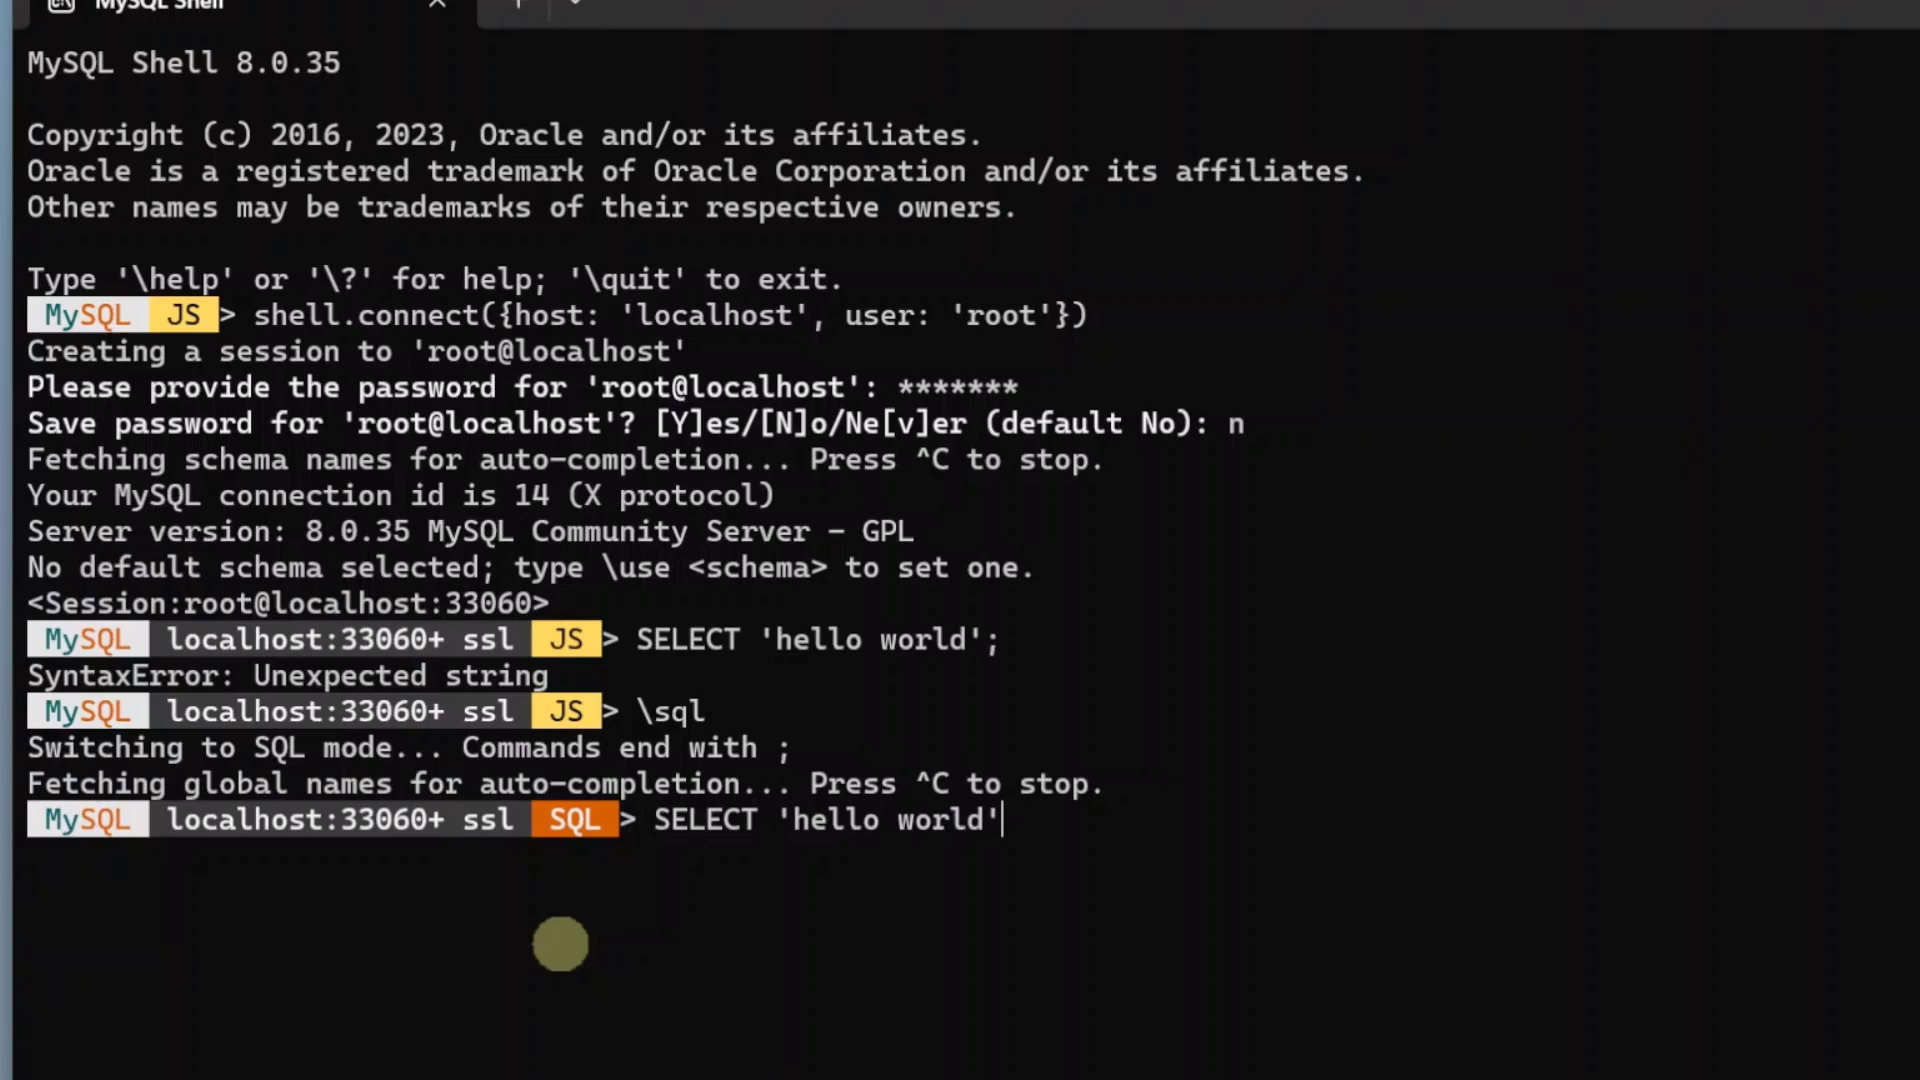 MySQL Shell
MySQL Shell 8.0.35
Copyright (c) 2016, 2023, Oracle and/or its affiliates.
Oracle is a registered trademark of Oracle Corporation and/or its affiliates.
Other names may be trademarks of their respective owners.
Type '\help' or '\?' for help; '\quit' to exit.
MySQL JS > shell.connect({host: 'localhost', user: 'root'})
Creating a session to 'root@localhost'
Please provide the password for 'root@localhost': *******
Save password for 'root@localhost'? [Y]es/[N]o/Ne[v]er (default No): n
Fetching schema names for auto-completion... Press ^C to stop.
Your MySQL connection id is 14 (X protocol)
Server version: 8.0.35 MySQL Community Server - GPL
No default schema selected; type \use <schema> to set one.
<Session:root@localhost:33060>
MySQL localhost:33060+ ssl JS > SELECT 'hello world';
SyntaxError: Unexpected string
MySQL localhost:33060+ ssl JS > \sql
Switching to SQL mode... Commands end with ;
Fetching global names for auto-completion... Press ^C to stop.
MySQL localhost:33060+ ssl SQL > SELECT 'hello world'